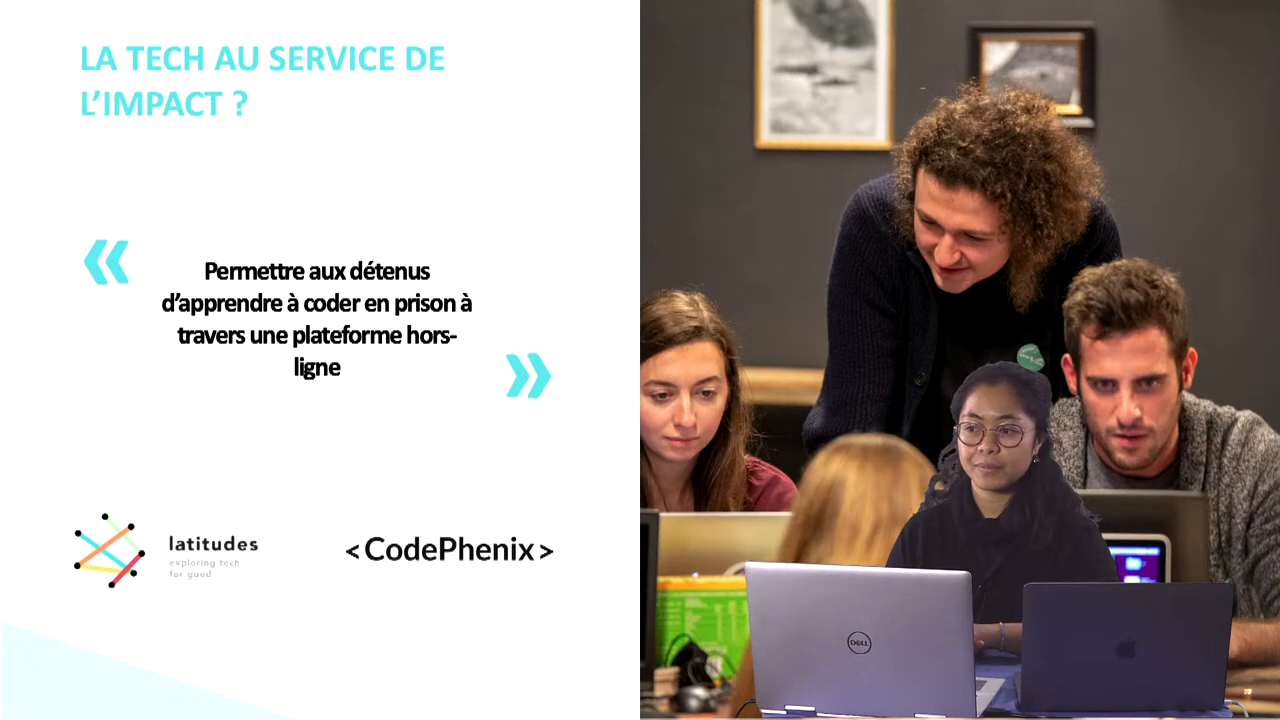 LA TECH AU SERVICE DE
L’IMPACT ?
«
Permettre aux détenus
d’apprendre à coder en prison à
travers une plateforme hors-
ligne
»
latitudes
exploring tech
for good
<CodePhenix>
DELL